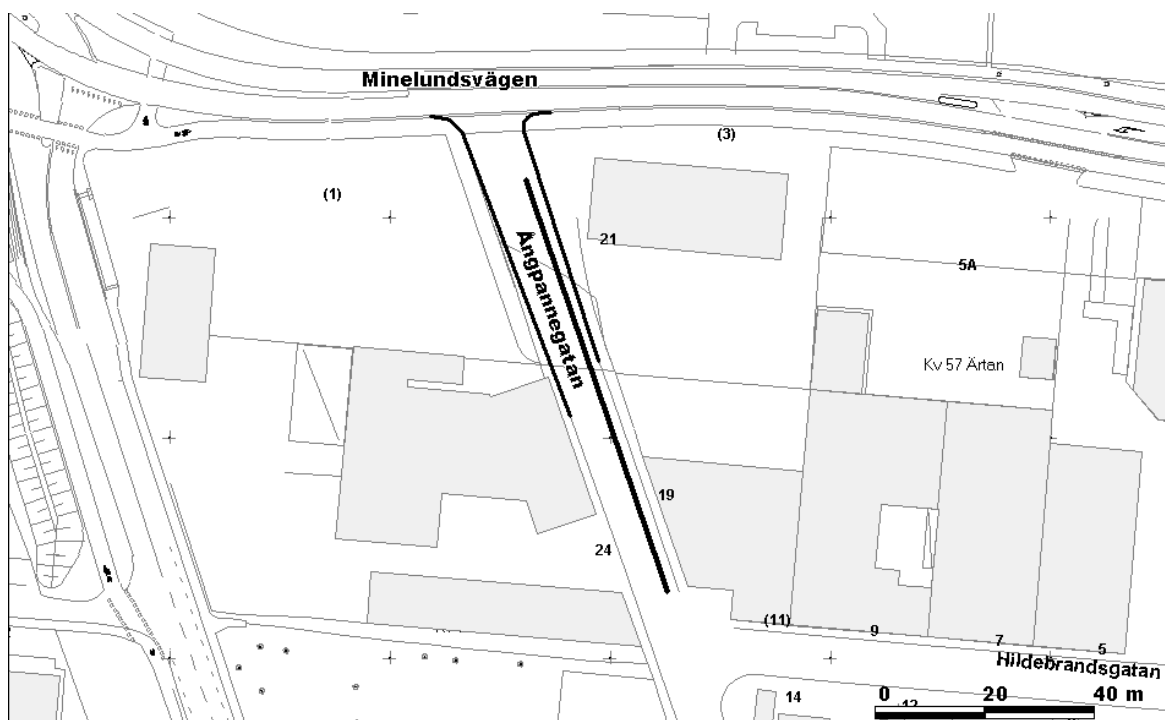 Minelundsvägen
(3)
(1)
21
Ångpannegatan
5A
Kv 57 Ärtan
19
24
(11)
9
7
5
Hildebrandsgatan
14
12
0 20 40 m